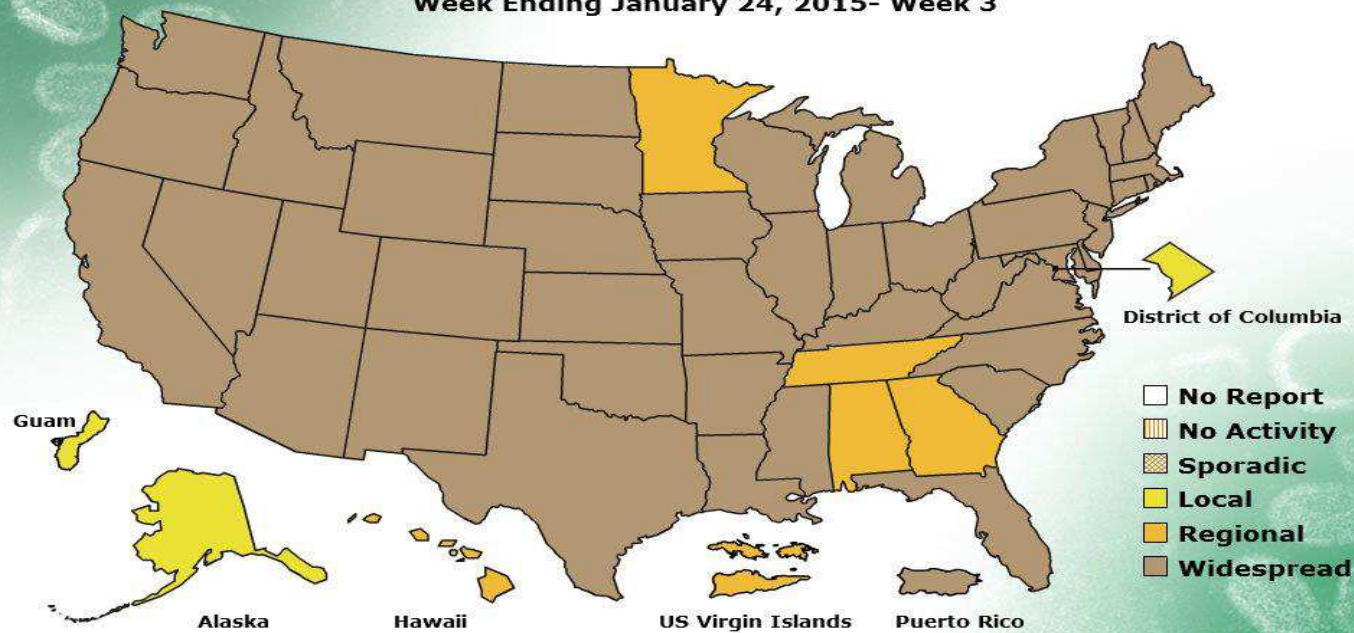 Week Ending January 24, 2015- Week 3
District of Columbia
Guam
No Report
No Activity
Sporadic
Local
Regional
Widespread
Alaska
Hawaii
US Virgin Islands
Puerto Rico